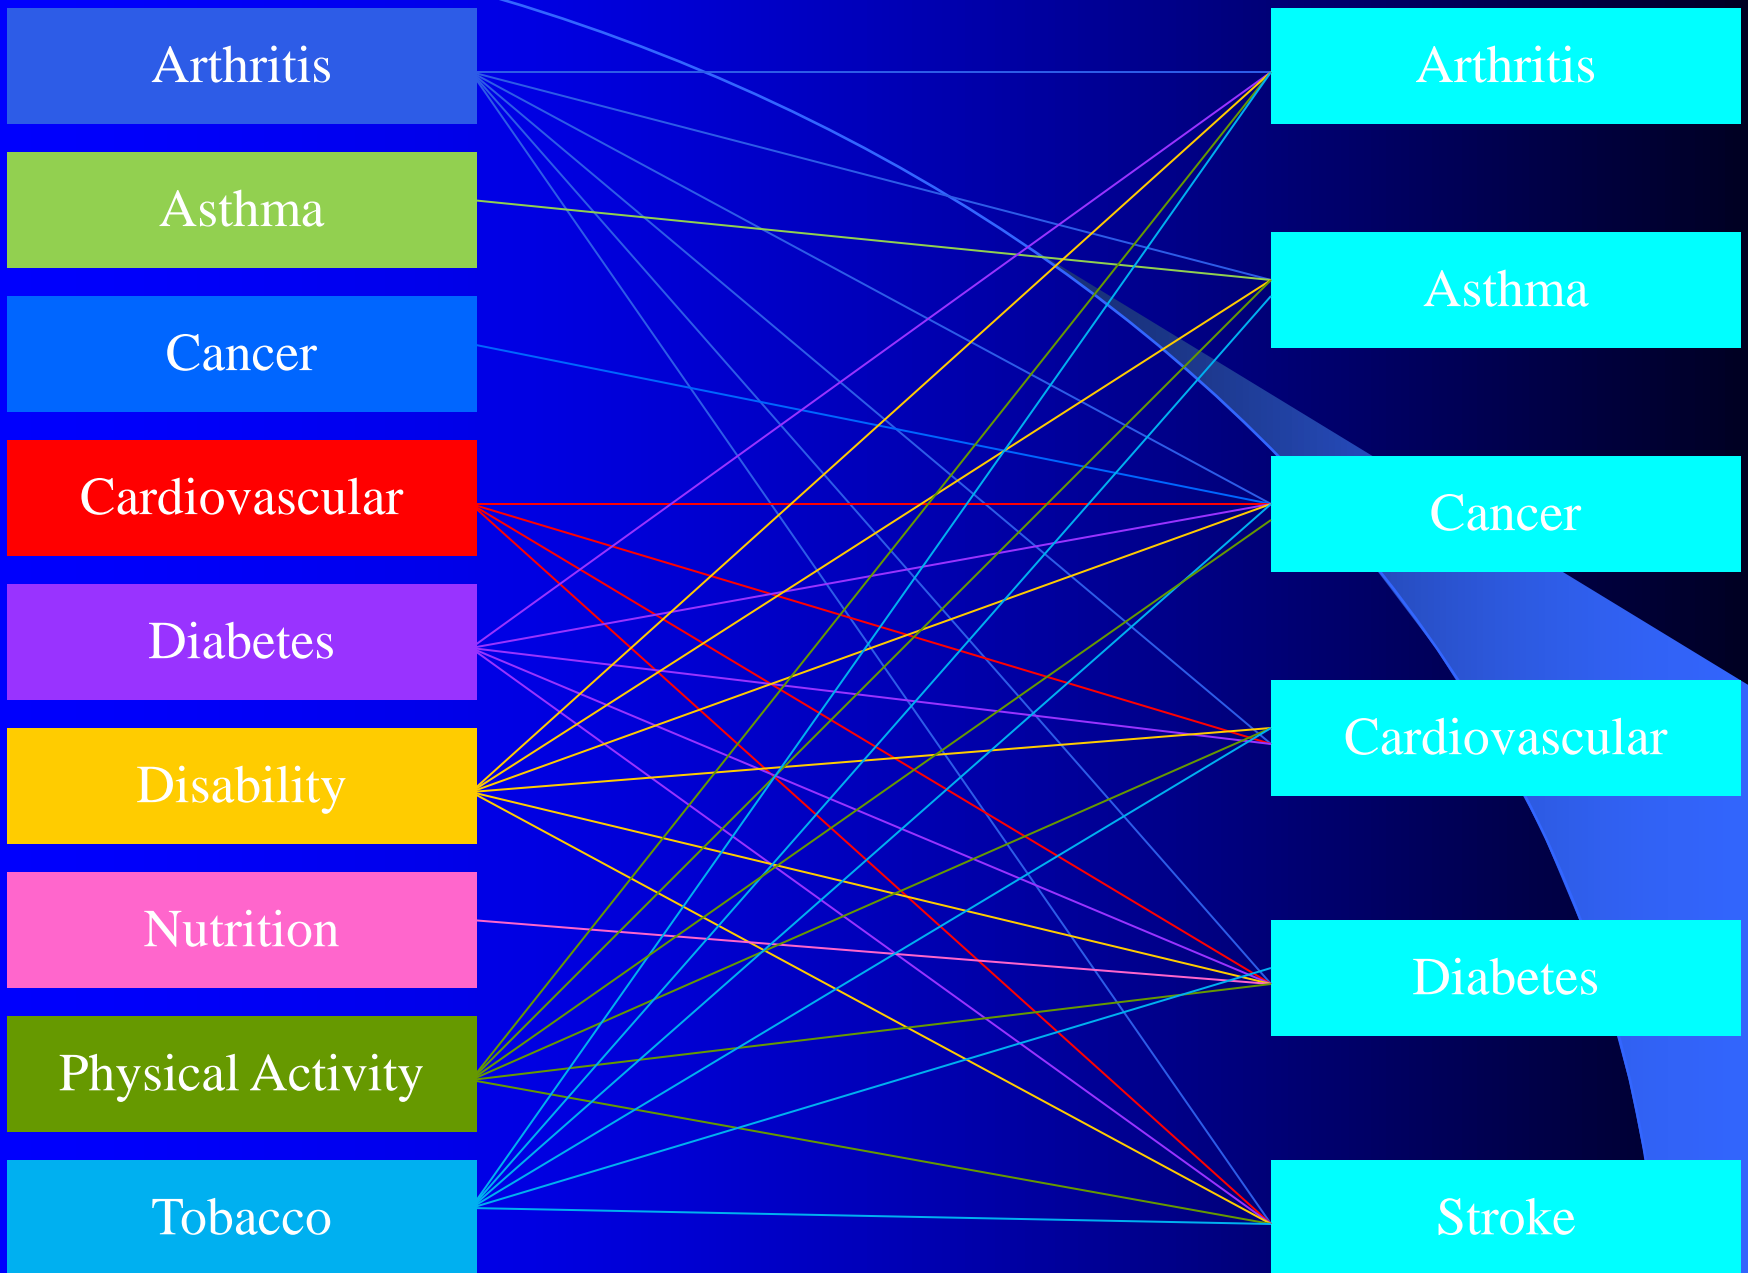 Arthritis
Asthma
Cancer
Cardiovascular
Diabetes
Disability
Nutrition
Physical Activity
Tobacco
Arthritis
Asthma
Cancer
Cardiovascular
Diabetes
Stroke